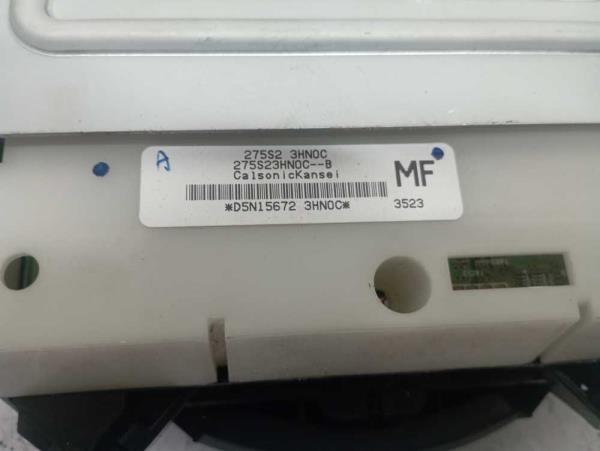 A
275S2 3HN0C
275S23HN0C--B
CalsonicKansei
MF
*D5N15672 3HN0C*
3523